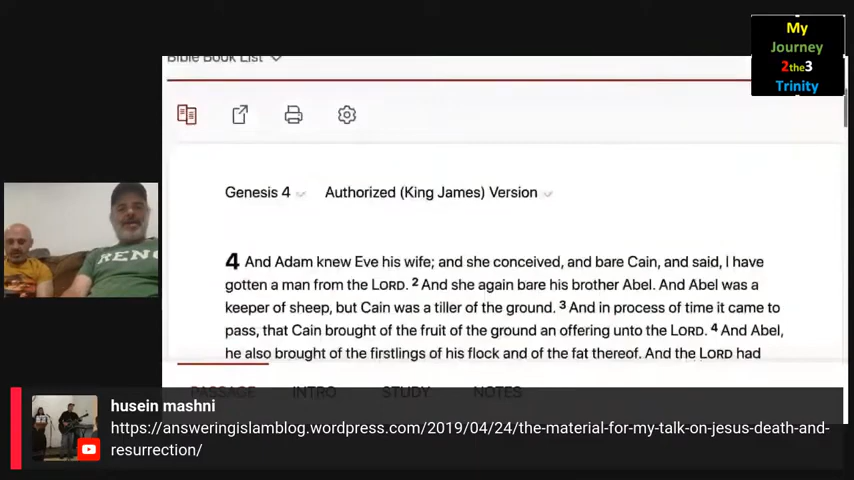 My
Journey
2the3
Trinity
Bible Book List
Genesis 4 Authorized (King James) Version
4 And Adam knew Eve his wife; and she conceived, and bare Cain, and said, I have
gotten a man from the LORD. 2 And she again bare his brother Abel. And Abel was a
keeper of sheep, but Cain was a tiller of the ground. 3 And in process of time it came to
pass, that Cain brought of the fruit of the ground an offering unto the LORD. 4 And Abel,
he also brought of the firstlings of his flock and of the fat thereof. And the LORD had
RENO
PASSAGE INTRO STUDY NOTES
husein mashni
https://answeringislamblog.wordpress.com/2019/04/24/the-material-for-my-talk-on-jesus-death-and-
resurrection/